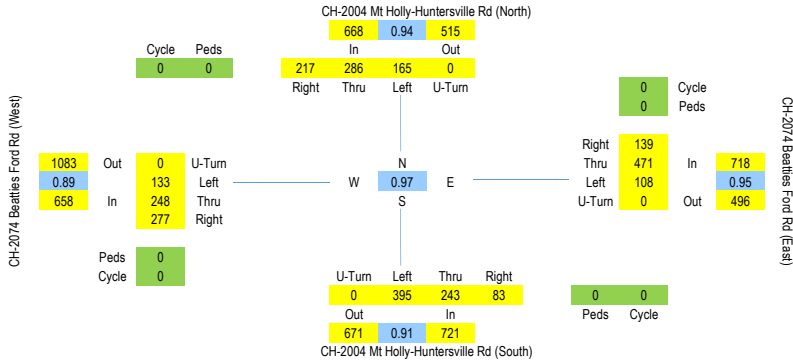 CH-2004 Mt Holly-Huntersville Rd (North)
668 0.94 515
Cycle Peds In Out
0 0 217 286 165 0
Right Thru Left U-Turn
0 Cycle
0 Peds
CH-2074 Beatties Ford Rd (West)
CH-2074 Beatties Ford Rd (East)
Right 139
1083 Out 0 U-Turn N Thru 471 In 718
0.89 133 Left W 0.97 E Left 108 0.95
658 In 248 Thru S U-Turn 0 Out 496
277 Right
Peds 0
Cycle 0
U-Turn Left Thru Right
0 395 243 83 0 0
Out In Peds Cycle
671 0.91 721
CH-2004 Mt Holly-Huntersville Rd (South)